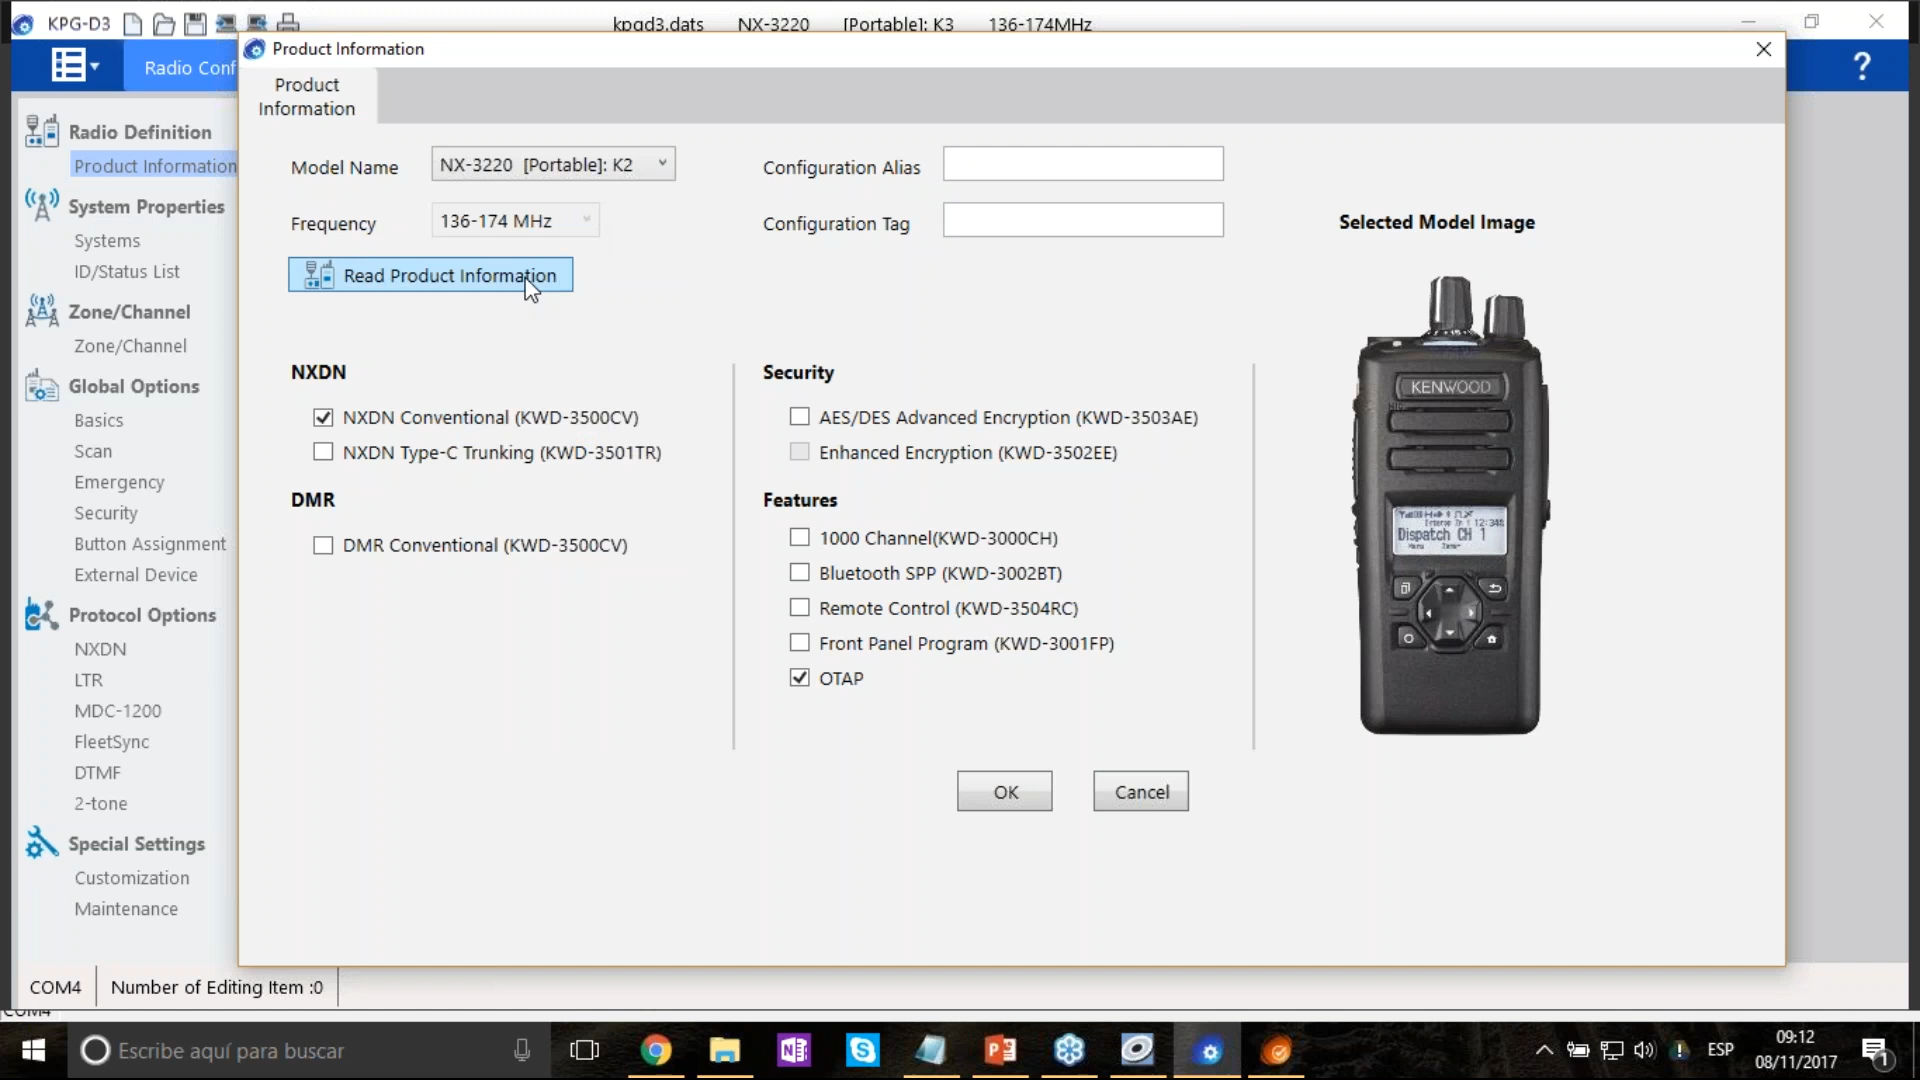 KPG-D3
kpgd3.dats NX-3220 [Portable]: K3 136-174MHz
Radio Conf
?
Product Information
Product
Information
Radio Definition
Product Information
System Properties
Systems
ID/Status List
Zone/Channel
Zone/Channel
Global Options
Basics
Scan
Emergency
Security
Button Assignment
External Device
Protocol Options
NXDN
LTR
MDC-1200
FleetSync
DTMF
2-tone
Special Settings
Customization
Maintenance
Model Name NX-3220 [Portable]: K2
Frequency 136-174 MHz
Read Product Information
Configuration Alias
Configuration Tag
NXDN
NXDN Conventional (KWD-3500CV)
NXDN Type-C Trunking (KWD-3501TR)
DMR
DMR Conventional (KWD-3500CV)
Security
AES/DES Advanced Encryption (KWD-3503AE)
Enhanced Encryption (KWD-3502EE)
Features
1000 Channel(KWD-3000CH)
Bluetooth SPP (KWD-3002BT)
Remote Control (KWD-3504RC)
Front Panel Program (KWD-3001FP)
OTAP
Selected Model Image
KENWOOD
Dispatch CH 1
OK Cancel
COM4 Number of Editing Item :0
COM4
Escribe aquí para buscar
ESP
09:12
08/11/2017
1